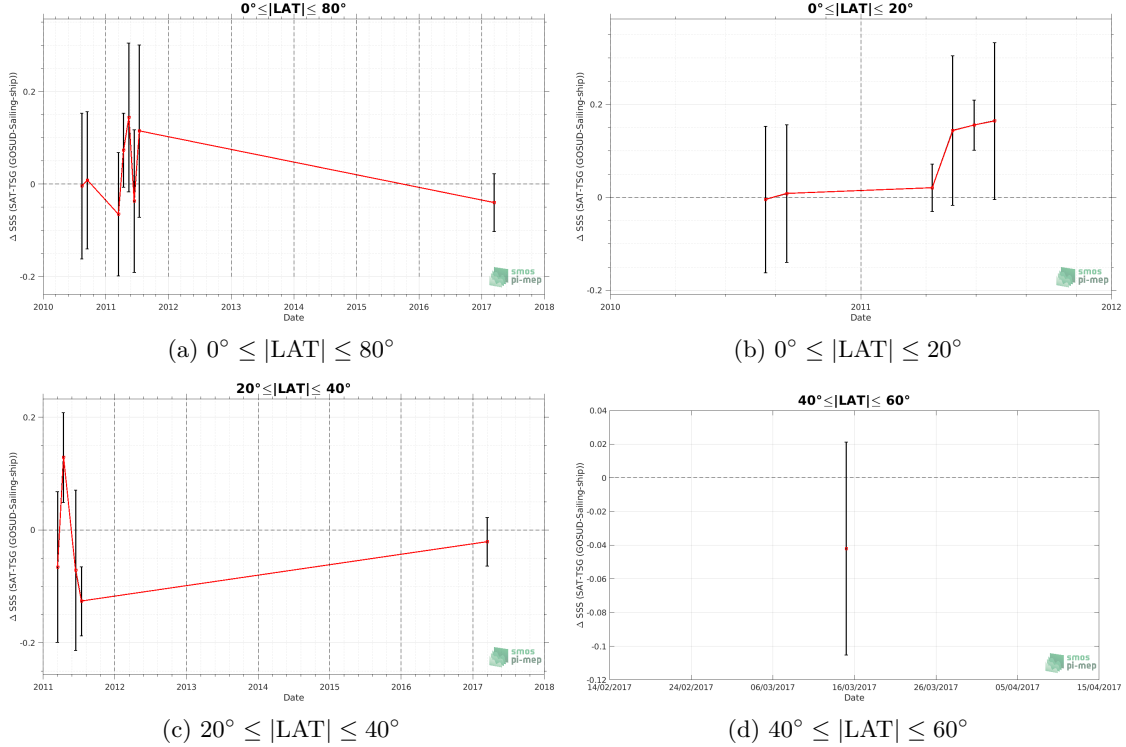 0°≤|LAT|≤ 80°
Δ SSS (SAT-TSG (GOSUD-Sailing-ship))
0.2
0
-0.2
2010 2011 2012 2013 2014 2015 2016 2017 2018
Date
smos
pi-mep
(a) 0° ≤ |LAT| ≤ 80°
0°≤|LAT|≤ 20°
Δ SSS (SAT-TSG (GOSUD-Sailing-ship))
0.2
0
-0.2
2010 2011 2012
Date
smos
pi-mep
(b) 0° ≤ |LAT| ≤ 20°
20°≤|LAT|≤ 40°
Δ SSS (SAT-TSG (GOSUD-Sailing-ship))
0.2
0
-0.2
2011 2012 2013 2014 2015 2016 2017 2018
Date
smos
pi-mep
(c) 20° ≤ |LAT| ≤ 40°
40°≤|LAT|≤ 60°
Δ SSS (SAT-TSG (GOSUD-Sailing-ship))
0.04
0.02
0
-0.02
-0.04
-0.06
-0.08
-0.1
-0.12
14/02/2017 24/02/2017 06/03/2017 16/03/2017 26/03/2017 05/04/2017 15/04/2017
Date
smos
pi-mep
(d) 40° ≤ |LAT| ≤ 60°